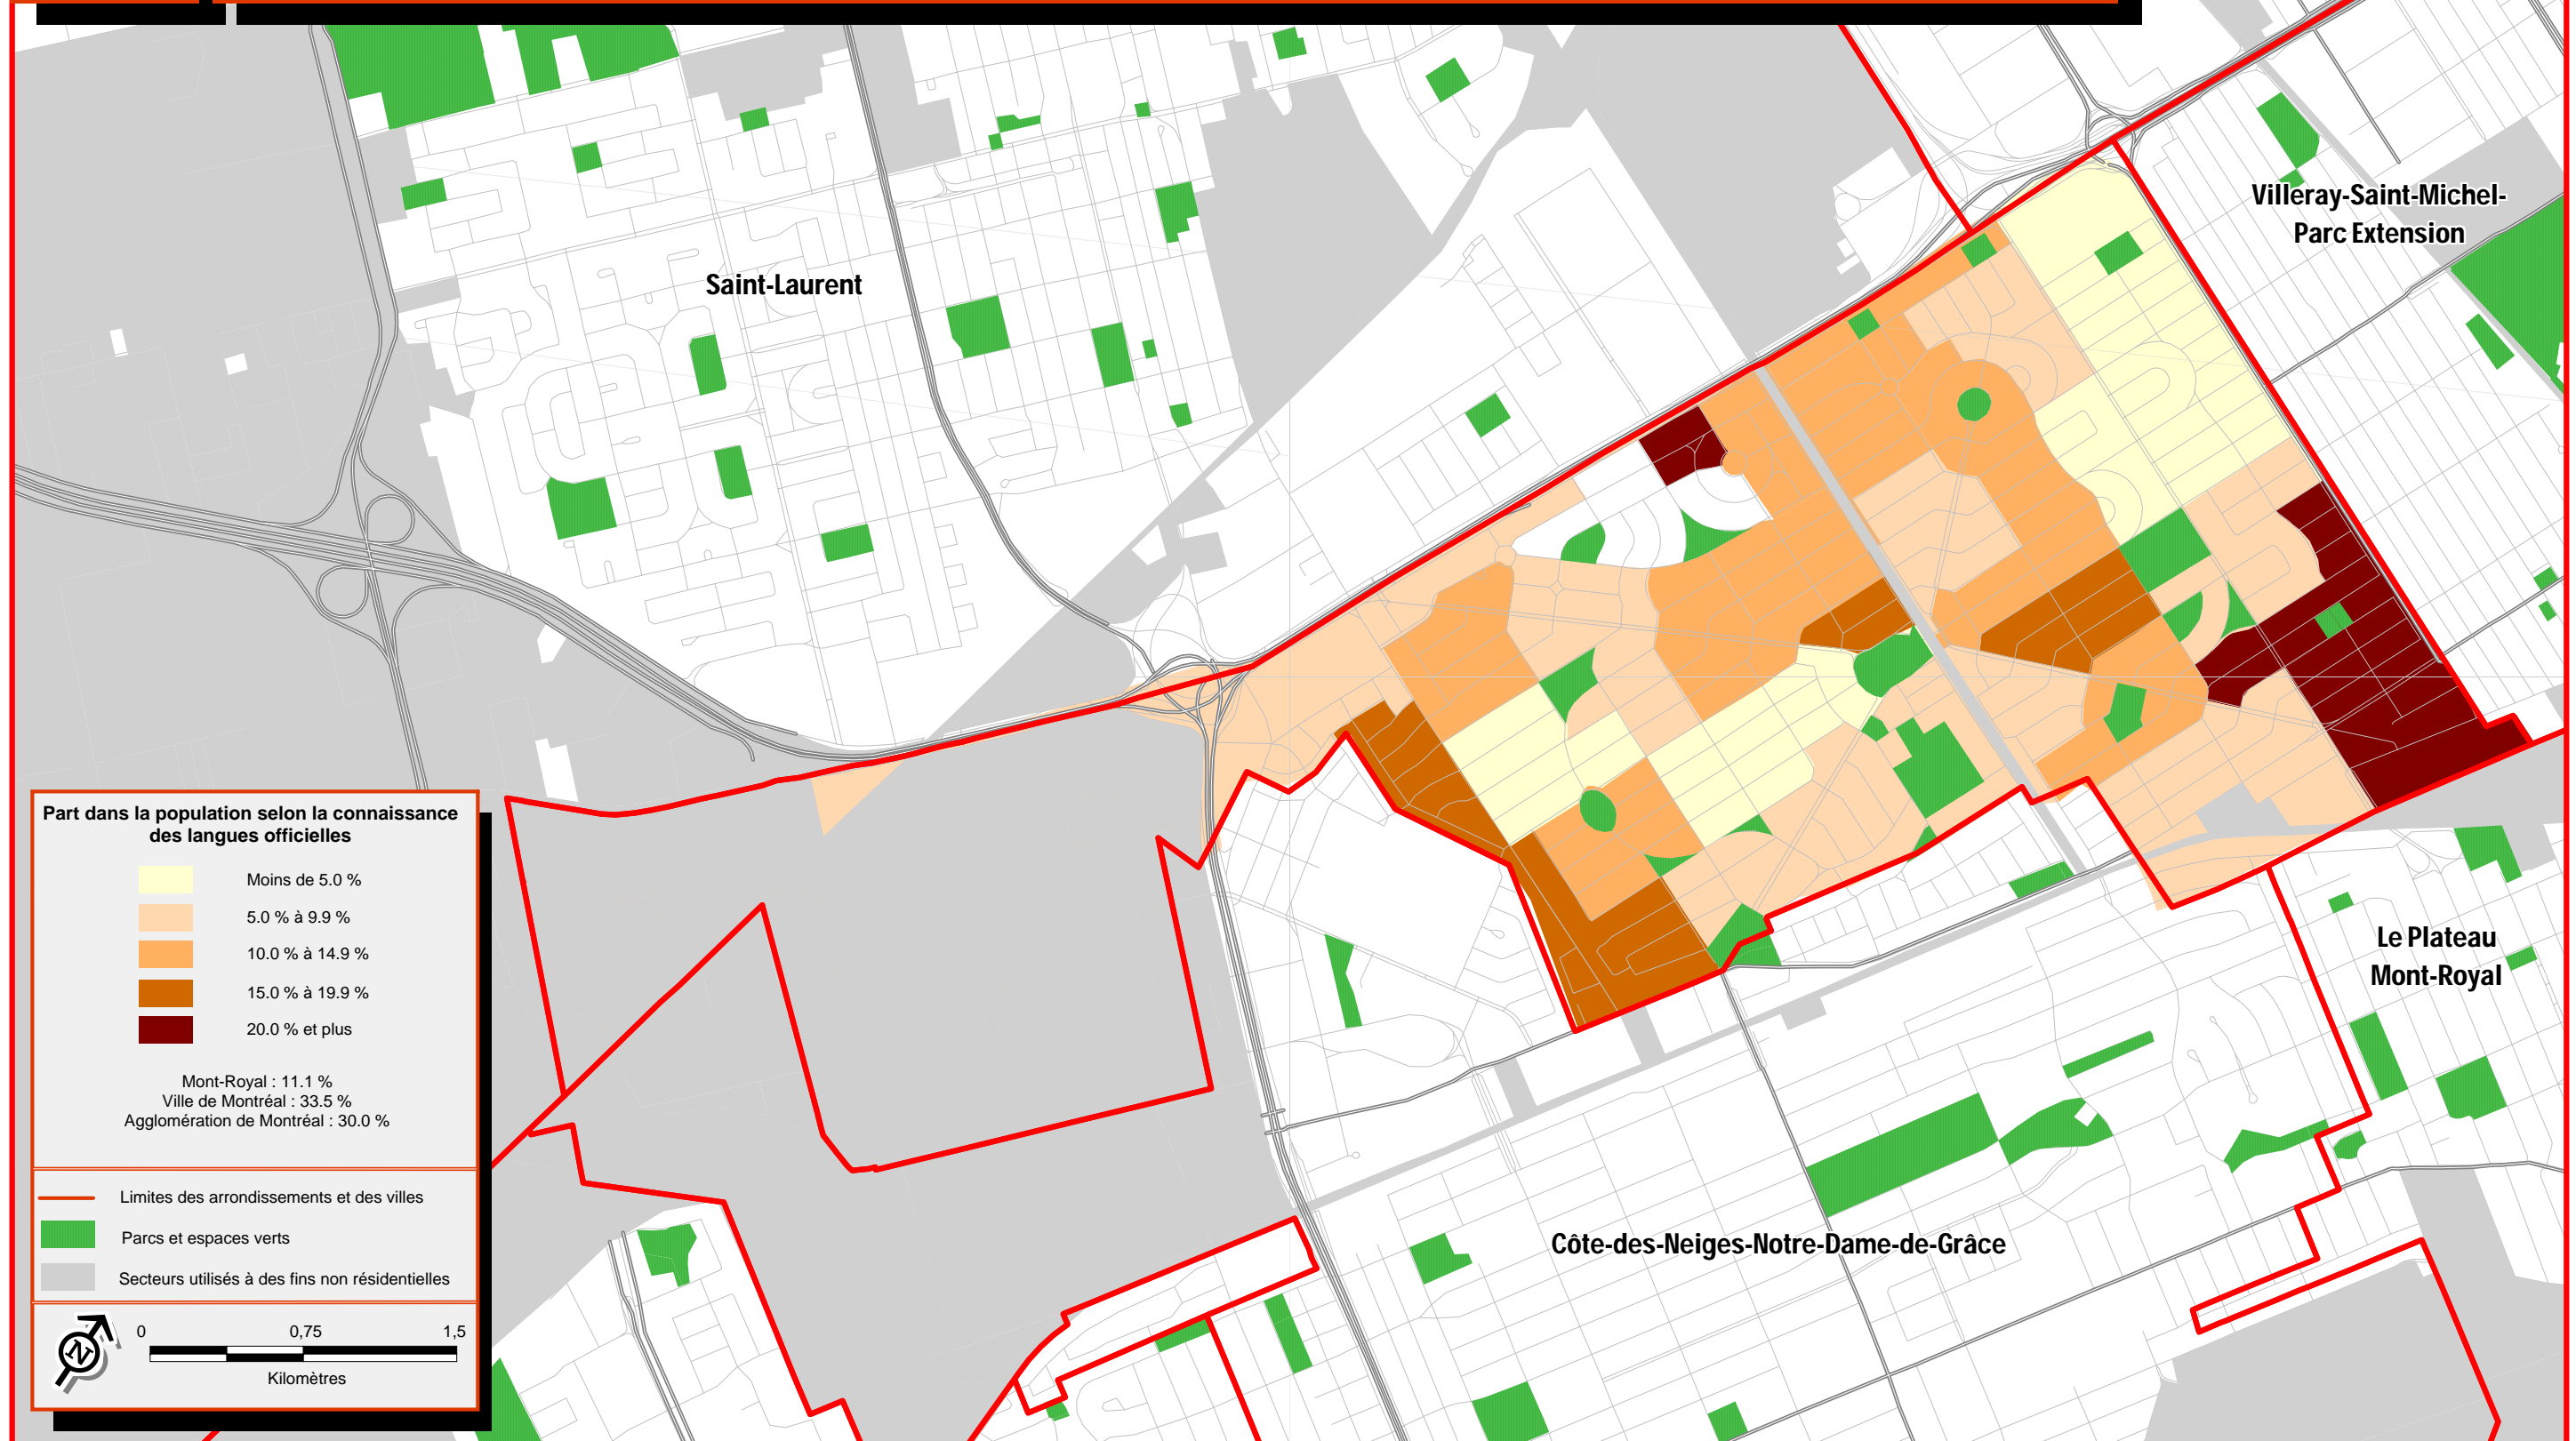 Villeray-Saint-Michel-
Parc Extension
Saint-Laurent
Le Plateau
Mont-Royal
Côte-des-Neiges-Notre-Dame-de-Grâce
Part dans la population selon la connaissance
des langues officielles
Moins de 5.0 %
5.0 % à 9.9 %
10.0 % à 14.9 %
15.0 % à 19.9 %
20.0 % et plus
Mont-Royal : 11.1 %
Ville de Montréal : 33.5 %
Agglomération de Montréal : 30.0 %
Limites des arrondissements et des villes
Parcs et espaces verts
Secteurs utilisés à des fins non résidentielles
N
0 0,75 1,5
Kilomètres